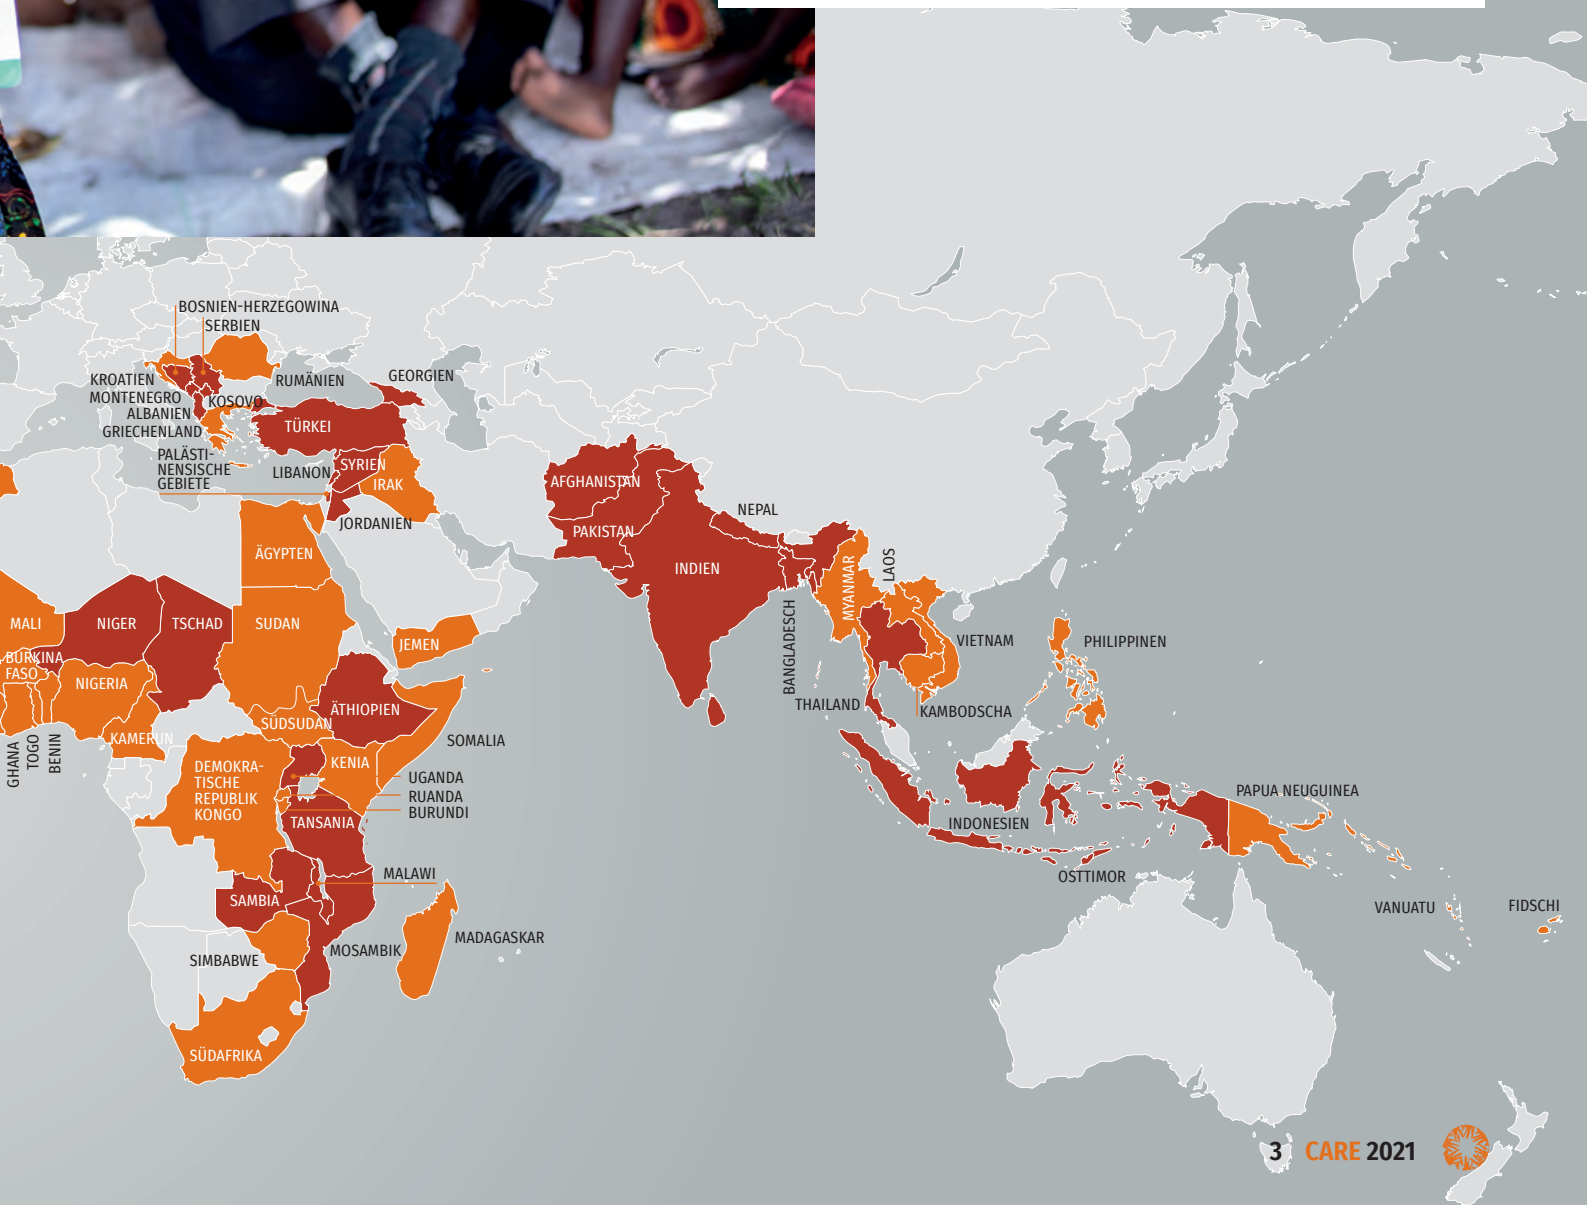 BOSNIEN-HERZEGOWINA
SERBIEN
KROATIEN
MONTENEGRO
ALBANIEN
GRIECHENLAND
KOSOVO
RUMÄNIEN
GEORGIEN
TÜRKEI
PALÄSTI-
NENSISCHE
GEBIETE
LIBANON
SYRIEN
IRAK
JORDANIEN
ÄGYPTEN
AFGHANISTAN
PAKISTAN
INDIEN
NEPAL
BANGLADESCH
MYANMAR
LAOS
VIETNAM
THAILAND
KAMBODSCHA
PHILIPPINEN
MALI
NIGER
TSCHAD
SUDAN
JEMEN
BURKINA
FASO
NIGERIA
ÄTHIOPIEN
SÜDSUDAN
KAMERUN
GHANA
TOGO
BENIN
SOMALIA
DEMOKRA-
TISCHE
REPUBLIK
KONGO
KENIA
UGANDA
RUANDA
BURUNDI
TANSANIA
MALAWI
SAMBIA
SIMBABWE
MOSAMBIK
MADAGASKAR
SÜDAFRIKA
INDONESIEN
OSTTIMOR
PAPUA NEUGUINEA
VANUATU
FIDSCHI
3 CARE 2021